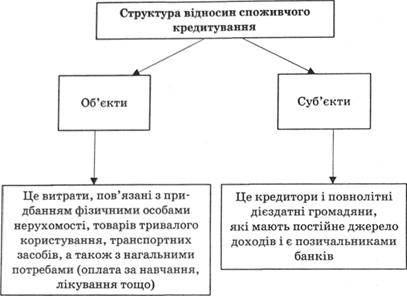 Структура відносин споживчого
кредитування
Об’єкти
Суб’єкти
Це витрати, пов’язані з при-
дбанням фізичними особами
нерухомості, товарів тривалого
користування, транспортних
засобів, а також з нагальними
потребами (оплата за навчання,
лікування тощо)
Це кредитори і повнолітні
дієздатні громадяни,
які мають постійне джерело
доходів і є позичальниками
банків